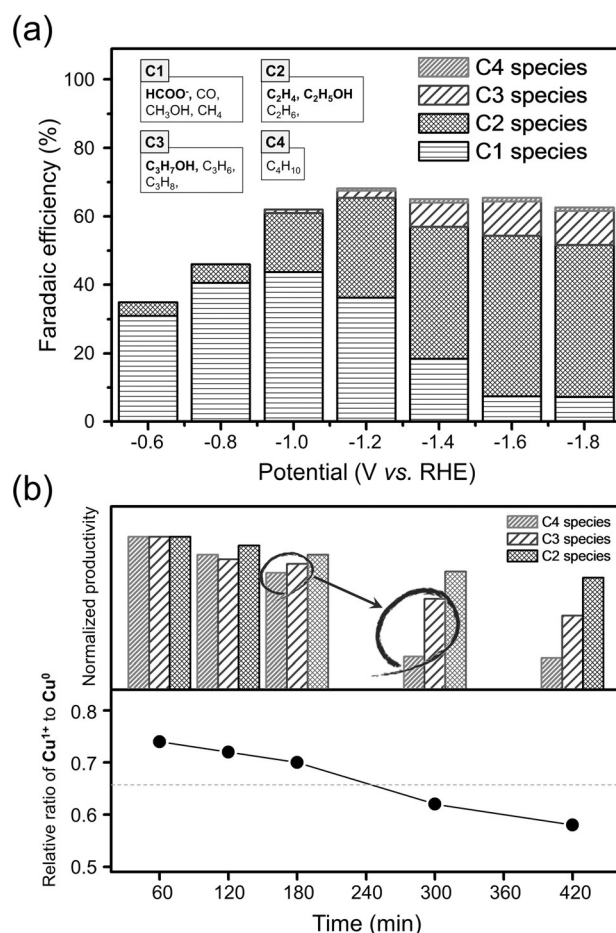 (a)
100
80
60
40
20
0
Faradaic efficiency (%)
C1
HCOO⁻, CO,
CH₃OH, CH₄
C2
C₂H₄, C₂H₅OH
C₂H₆,
C3
C₃H₇OH, C₃H₆,
C₃H₈,
C4
C₄H₁₀
C4 species
C3 species
C2 species
C1 species
-0.6 -0.8 -1.0 -1.2 -1.4 -1.6 -1.8
Potential (V vs. RHE)
(b)
Normalized productivity
C4 species
C3 species
C2 species
Relative ratio of Cu¹⁺ to Cu⁰
0.8
0.7
0.6
0.5
60 120 180 240 300 360 420
Time (min)